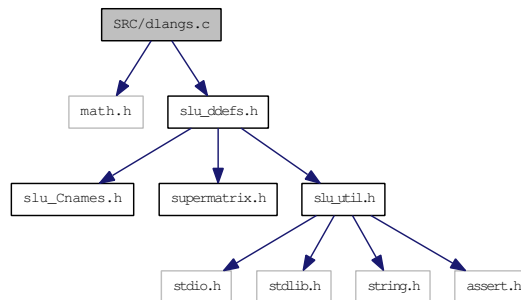 SRC/dlangs.c
math.h
slu_ddefs.h
slu_Cnames.h
supermatrix.h
slu_util.h
stdio.h
stdlib.h
string.h
assert.h